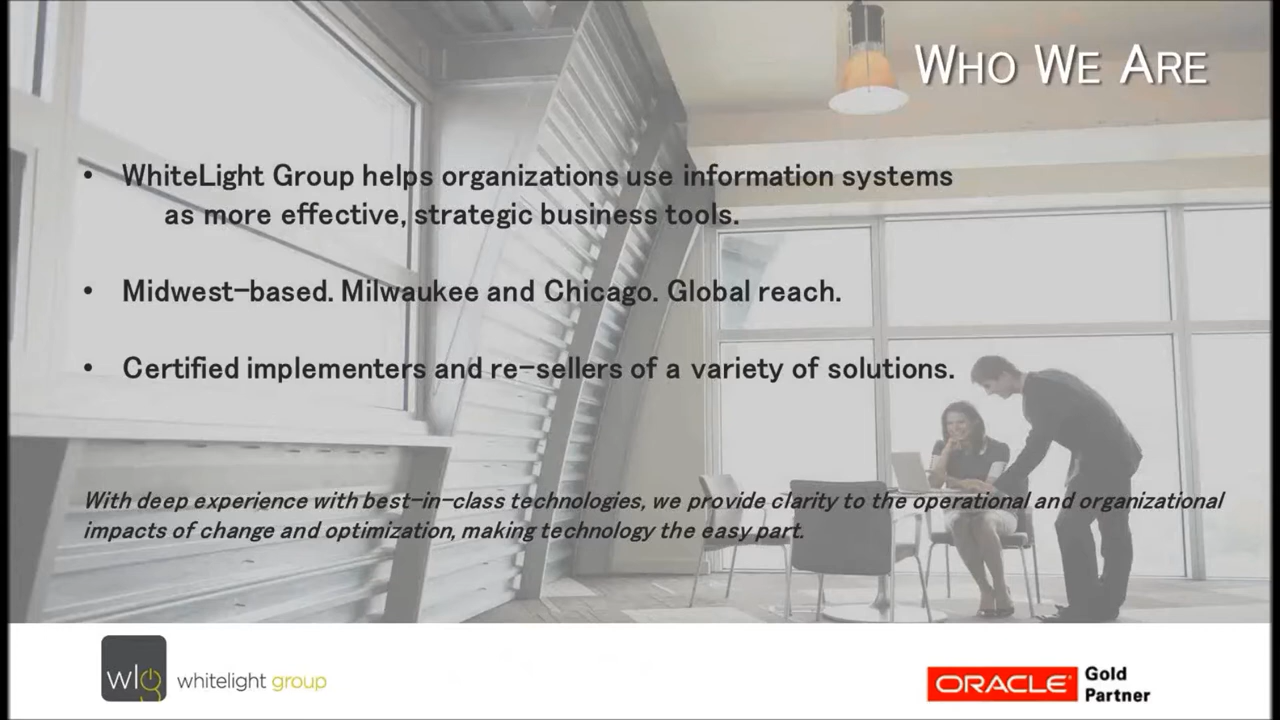 WHO WE ARE
• WhiteLight Group helps organizations use information systems
as more effective, strategic business tools.
• Midwest-based. Milwaukee and Chicago. Global reach.
• Certified implementers and re-sellers of a variety of solutions.
With deep experience with best-in-class technologies, we provide clarity to the operational and organizational
impacts of change and optimization, making technology the easy part.
wlg whitelight group
ORACLE Gold
Partner